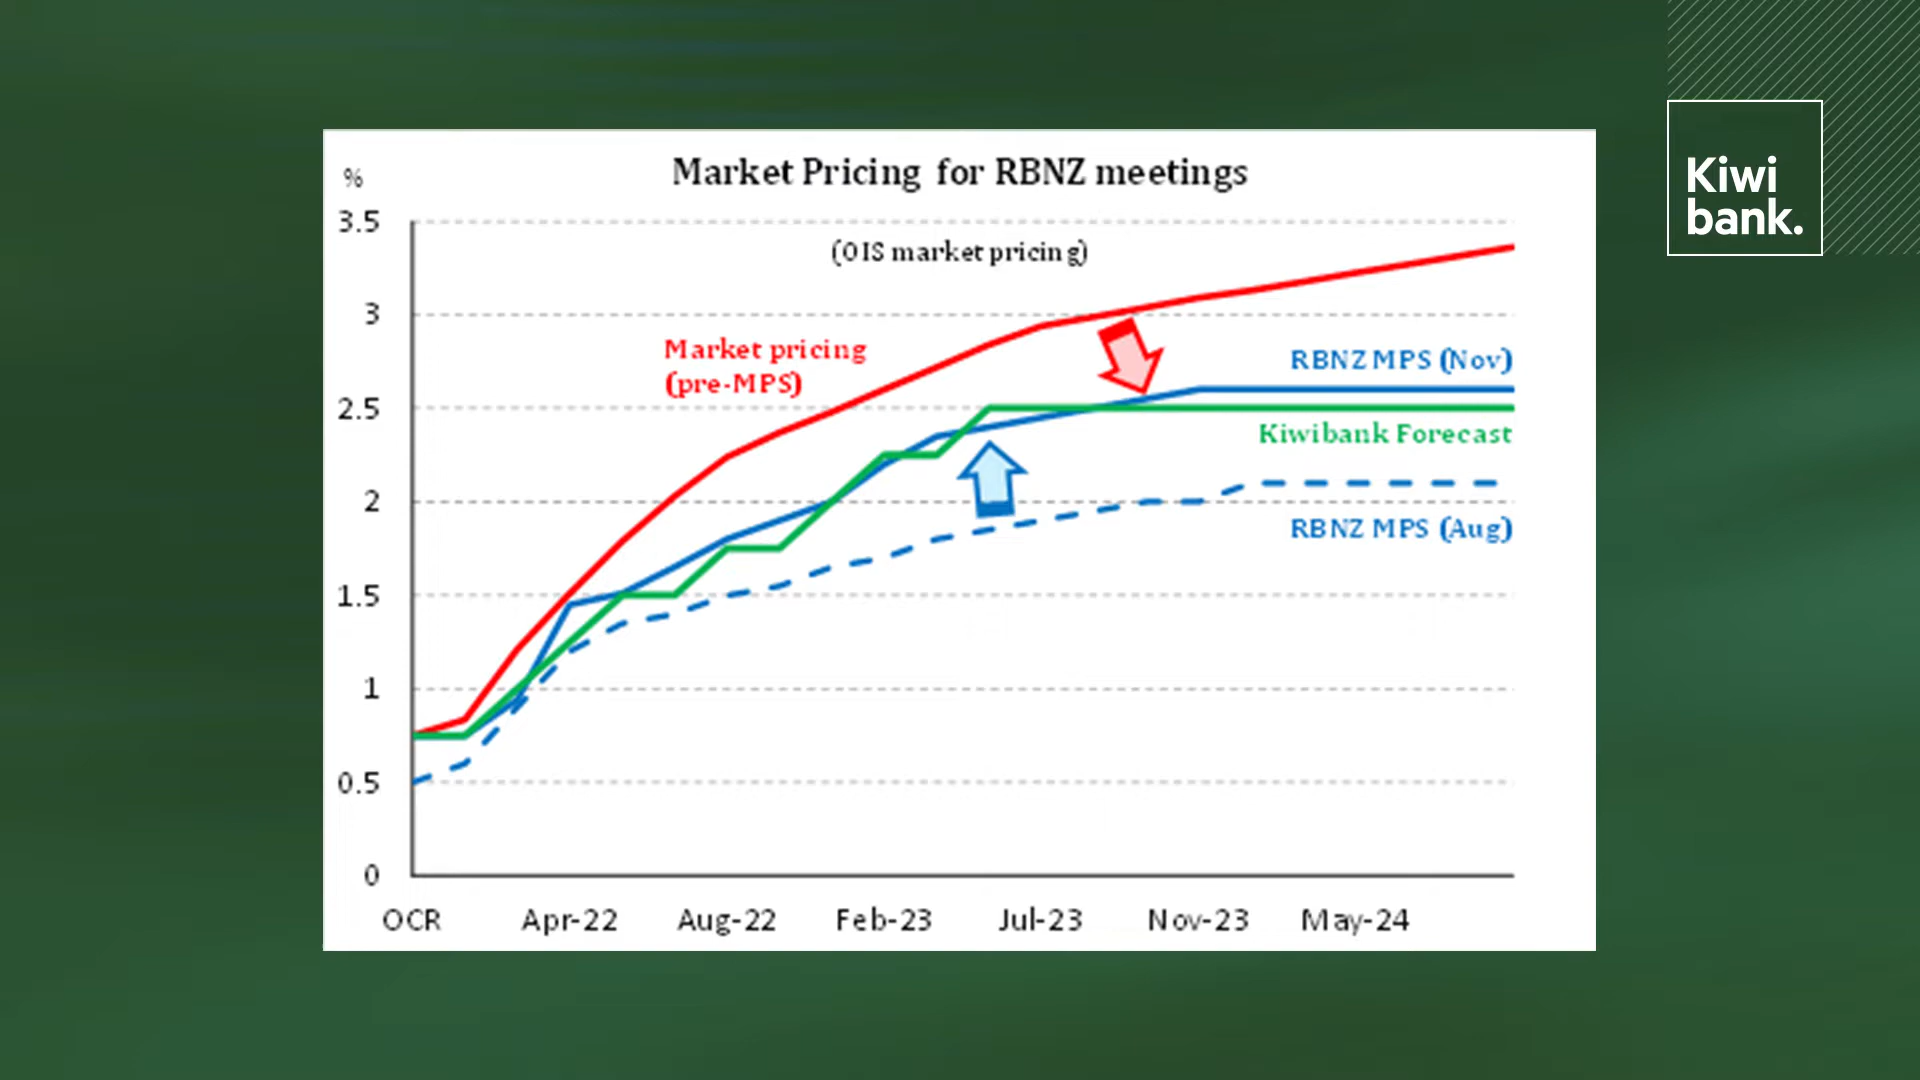 Market Pricing for RBNZ meetings
%
(OIS market pricing)
3.5
3
2.5
2
1.5
1
0.5
0
Market pricing
(pre-MPS)
RBNZ MPS (Nov)
Kiwibank Forecast
RBNZ MPS (Aug)
OCR Apr-22 Aug-22 Feb-23 Jul-23 Nov-23 May-24
Kiwi
bank.